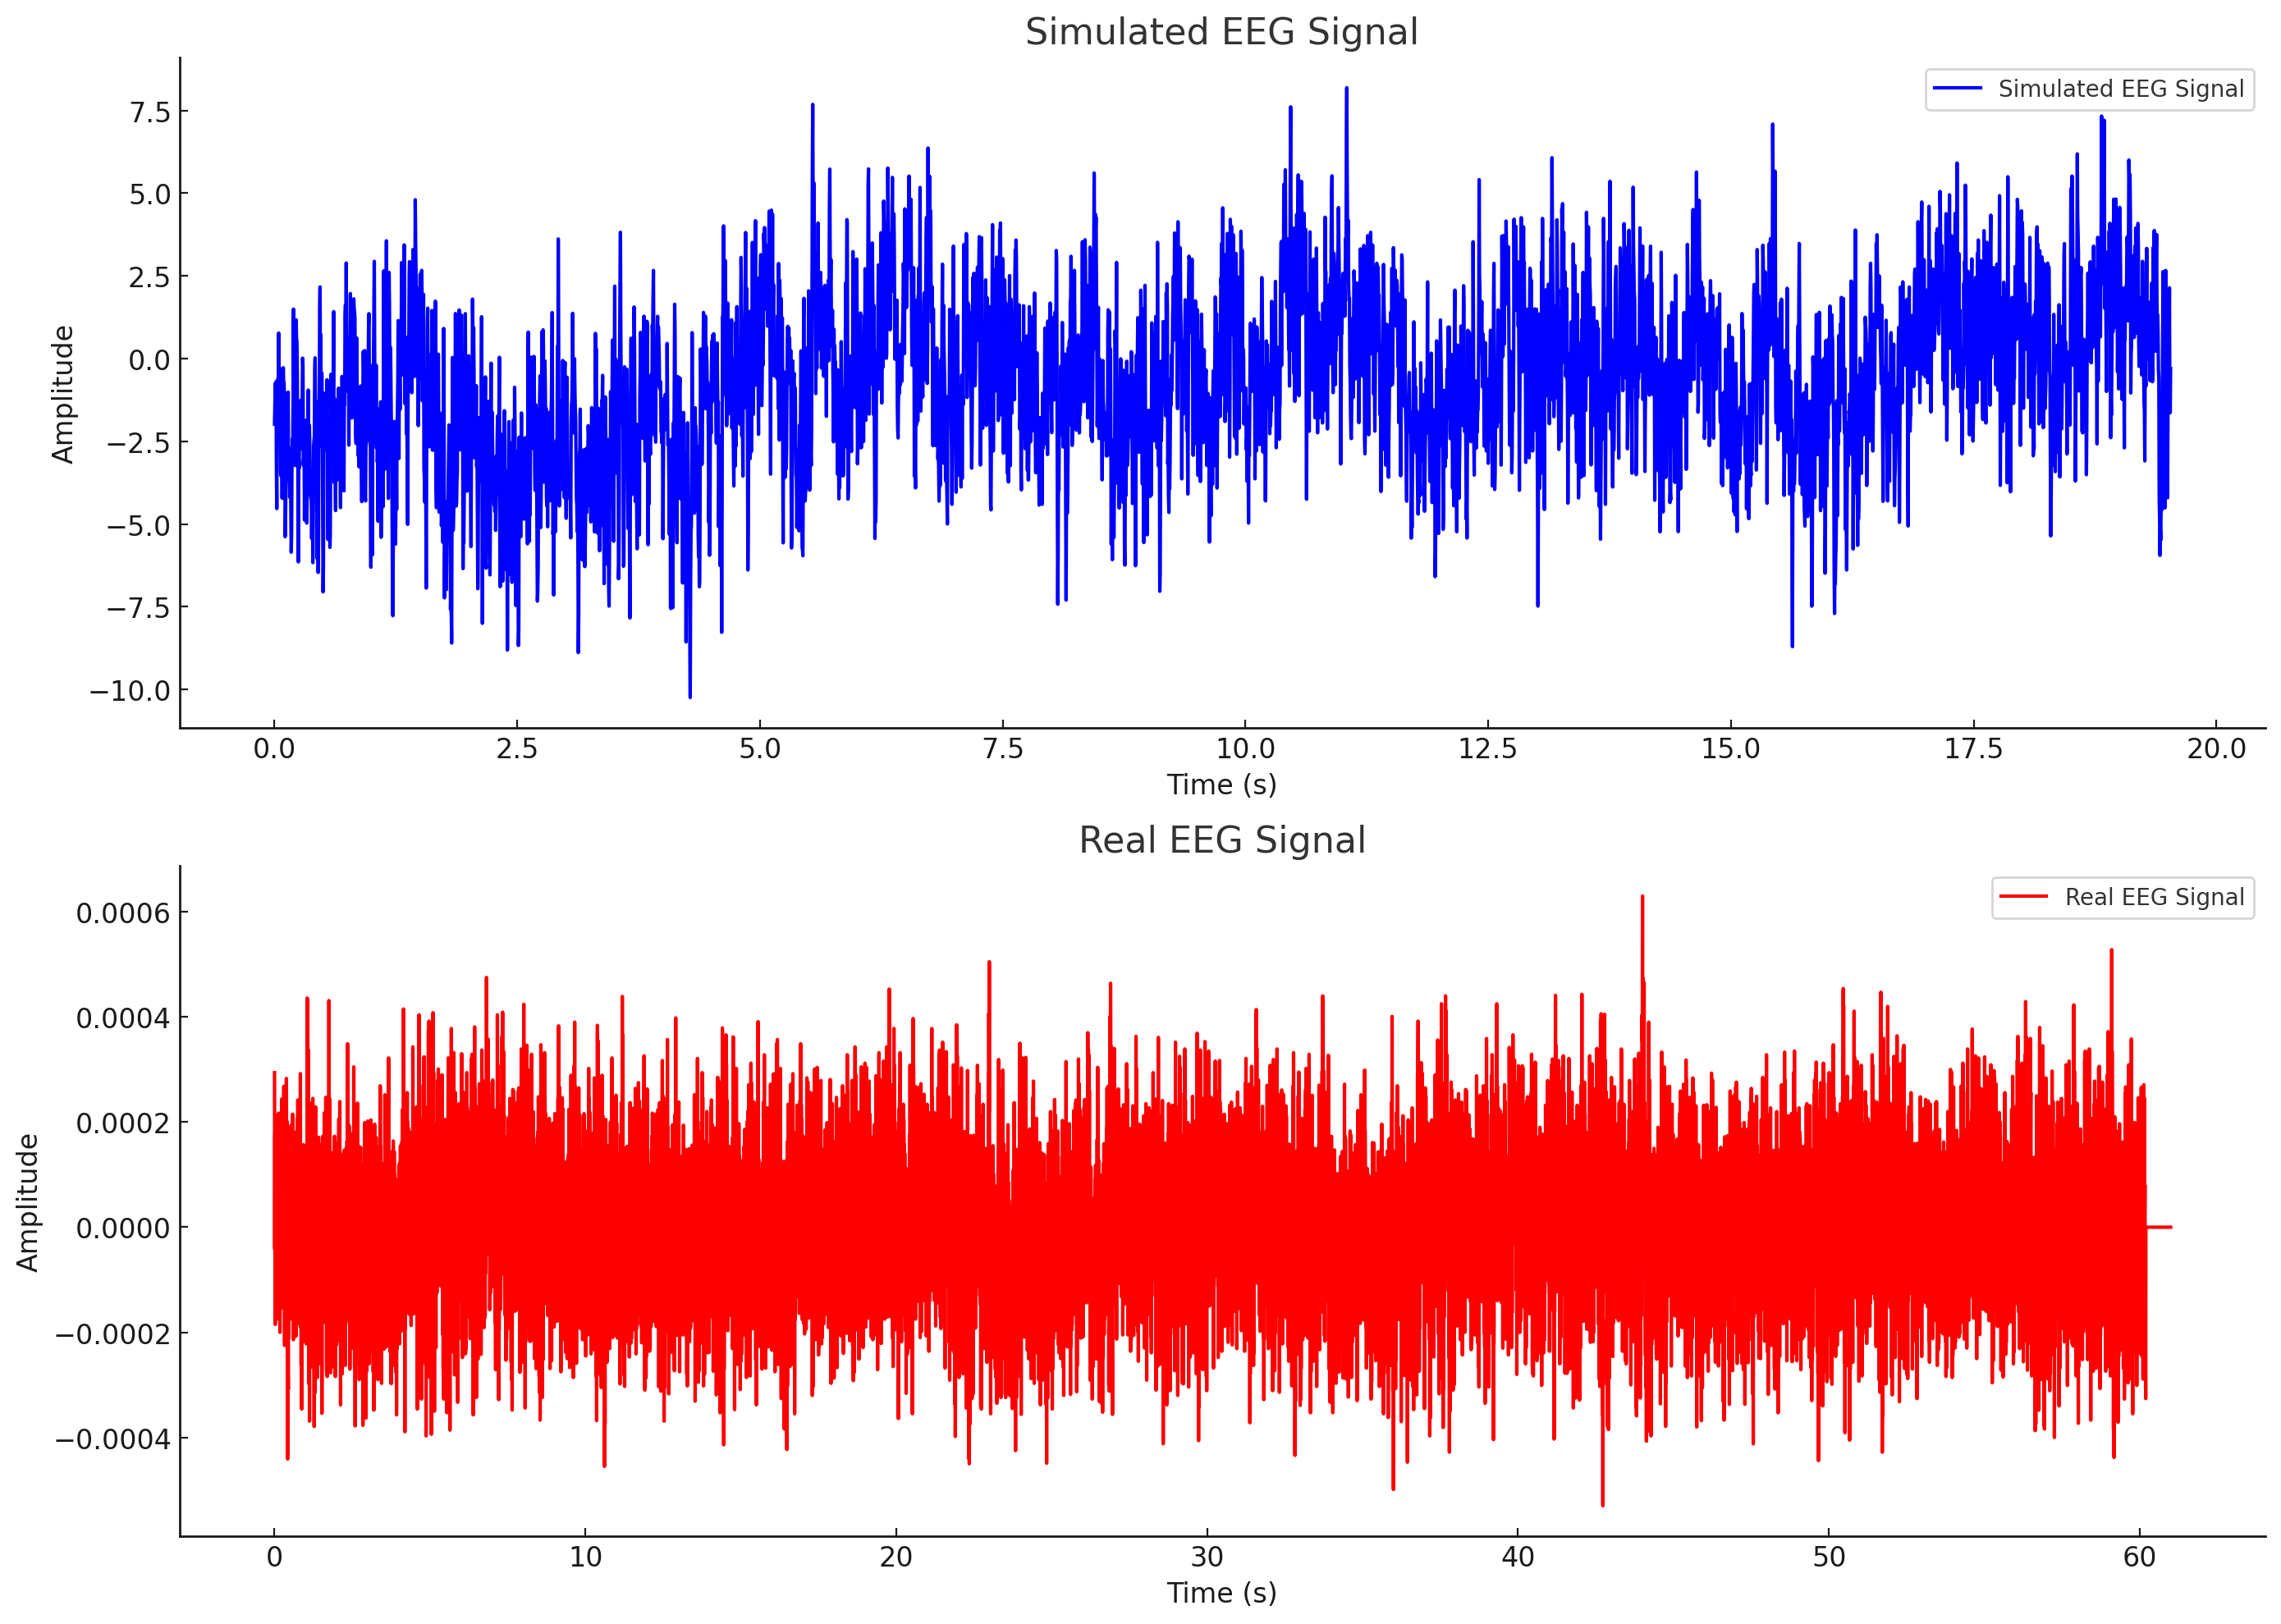 Simulated EEG Signal
Simulated EEG Signal
7.5
5.0
2.5
0.0
−2.5
−5.0
−7.5
−10.0
Amplitude
0.0 2.5 5.0 7.5 10.0 12.5 15.0 17.5 20.0
Time (s)
Real EEG Signal
Real EEG Signal
0.0006
0.0004
0.0002
0.0000
−0.0002
−0.0004
Amplitude
0 10 20 30 40 50 60
Time (s)